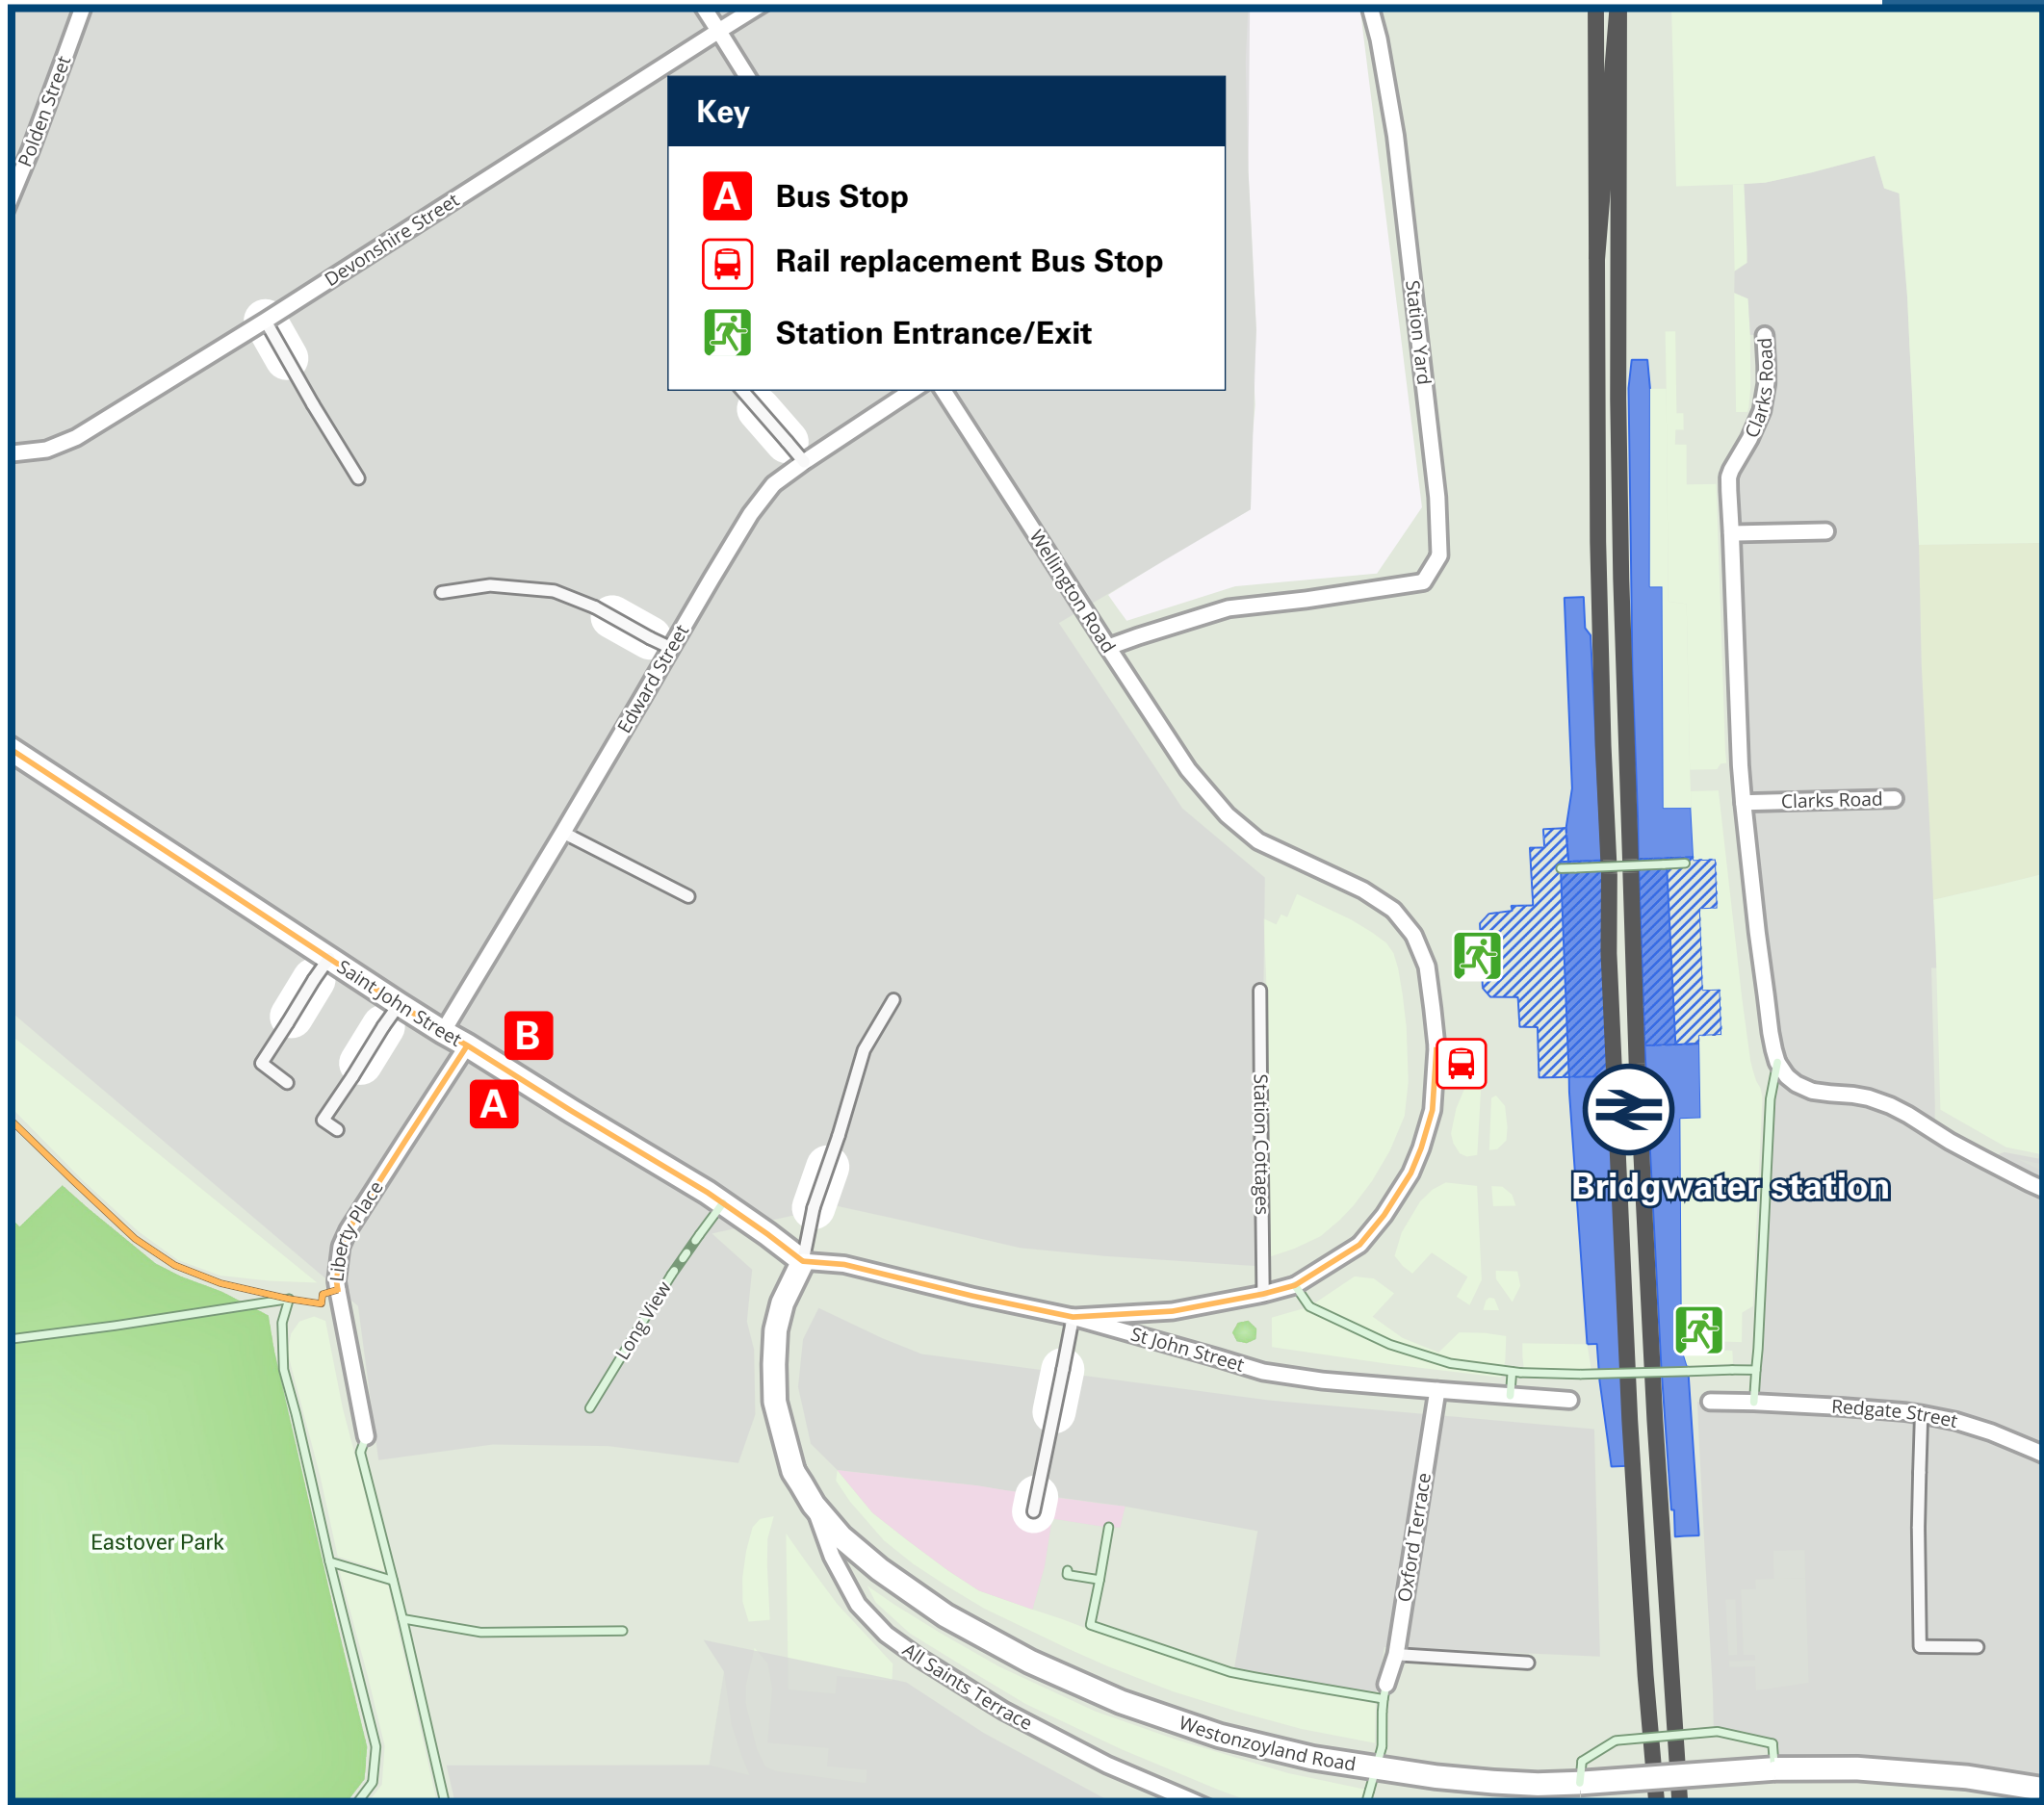 Polden Street
Devonshire Street
Key
A Bus Stop
Rail replacement Bus Stop
Station Entrance/Exit
Station Yard
Clarks Road
Wellington Road
Edward Street
Clarks Road
Saint John Street
B
A
Station Cottages
Liberty Place
Bridgwater station
Long View
St John Street
Redgate Street
Eastover Park
Oxford Terrace
All Saints Terrace
Westonzoyland Road